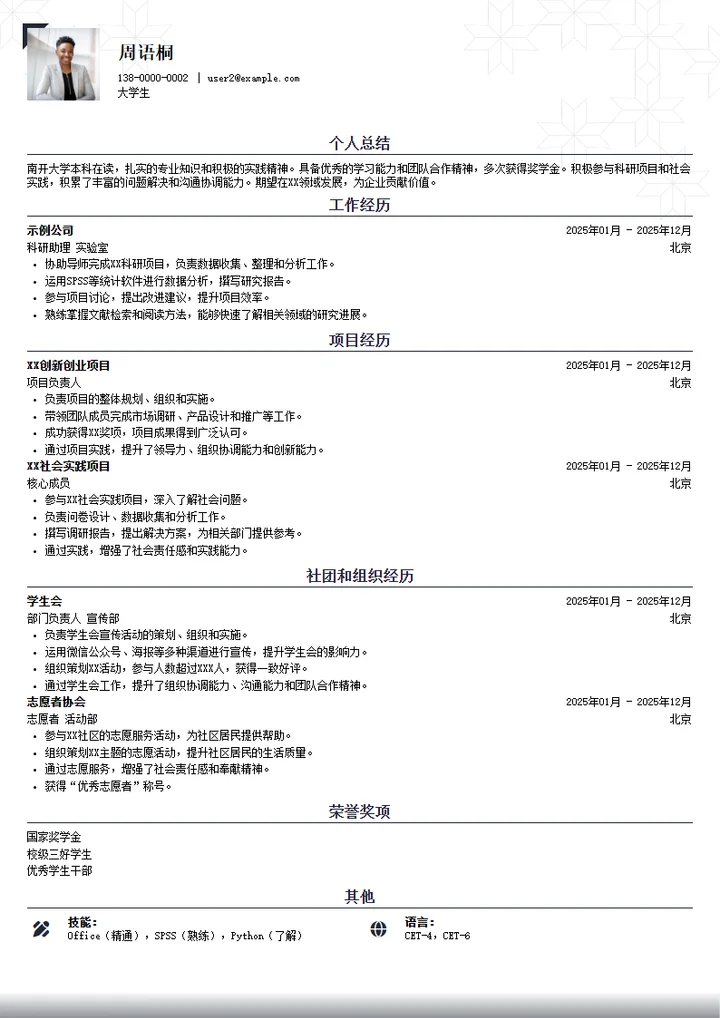 周语桐
138-0000-0002 | user2@example.com
大学生
个人总结
南开大学本科在读，扎实的专业知识和积极的实践精神。具备优秀的学习能力和团队合作精神，多次获得奖学金。积极参与科研项目和社会
实践，积累了丰富的问题解决和沟通协调能力。期望在XX领域发展，为企业贡献价值。
工作经历
示例公司 2025年01月 - 2025年12月
科研助理 实验室 北京
• 协助导师完成XX科研项目，负责数据收集、整理和分析工作。
• 运用SPSS等统计软件进行数据分析，撰写研究报告。
• 参与项目讨论，提出改进建议，提升项目效率。
• 熟练掌握文献检索和阅读方法，能够快速了解相关领域的研究进展。
项目经历
XX创新创业项目 2025年01月 - 2025年12月
项目负责人 北京
• 负责项目的整体规划、组织和实施。
• 带领团队成员完成市场调研、产品设计和推广等工作。
• 成功获得XX奖项，项目成果得到广泛认可。
• 通过项目实践，提升了领导力、组织协调能力和创新能力。
XX社会实践项目 2025年01月 - 2025年12月
核心成员 北京
• 参与XX社会实践项目，深入了解社会问题。
• 负责问卷设计、数据收集和分析工作。
• 撰写调研报告，提出解决方案，为相关部门提供参考。
• 通过实践，增强了社会责任感和实践能力。
社团和组织经历
学生会 2025年01月 - 2025年12月
部门负责人 宣传部 北京
• 负责学生会宣传活动的策划、组织和实施。
• 运用微信公众号、海报等多种渠道进行宣传，提升学生会的影响力。
• 组织策划XX活动，参与人数超过XXX人，获得一致好评。
• 通过学生会工作，提升了组织协调能力、沟通能力和团队合作精神。
志愿者协会 2025年01月 - 2025年12月
志愿者 活动部 北京
• 参与XX社区的志愿服务活动，为社区居民提供帮助。
• 组织策划XX主题的志愿活动，提升社区居民的生活质量。
• 通过志愿服务，增强了社会责任感和奉献精神。
• 获得“优秀志愿者”称号。
荣誉奖项
国家奖学金
校级三好学生
优秀学生干部
其他
技能：
Office（精通），SPSS（熟练），Python（了解）
语言：
CET-4，CET-6